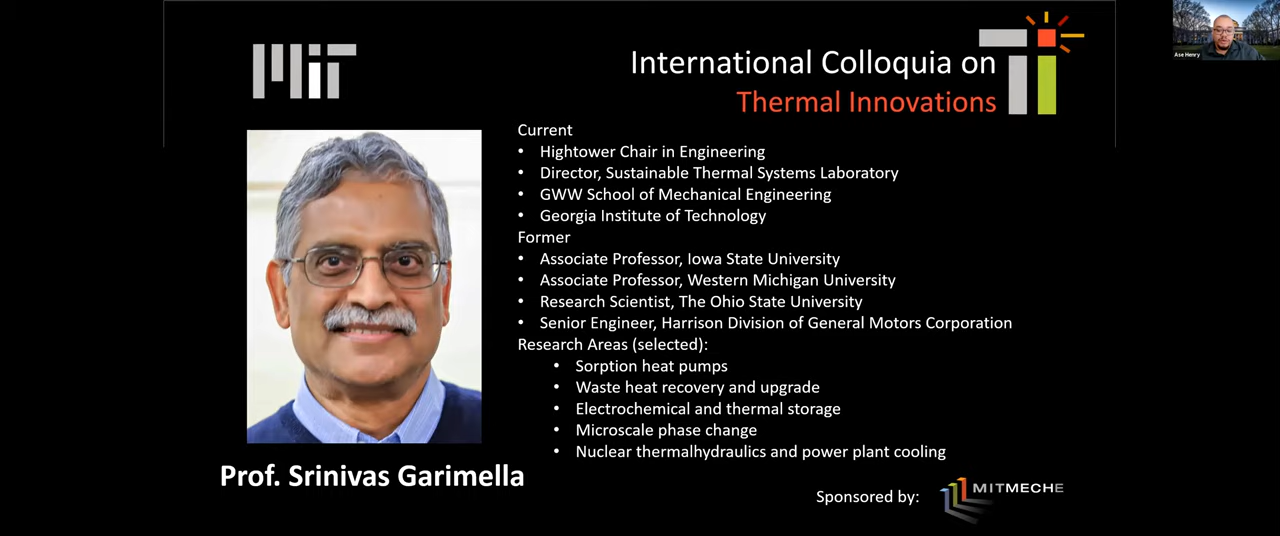 MIT
International Colloquia on
Thermal Innovations
Ase Henry
Current
• Hightower Chair in Engineering
• Director, Sustainable Thermal Systems Laboratory
• GWW School of Mechanical Engineering
• Georgia Institute of Technology
Former
• Associate Professor, Iowa State University
• Associate Professor, Western Michigan University
• Research Scientist, The Ohio State University
• Senior Engineer, Harrison Division of General Motors Corporation
Research Areas (selected):
• Sorption heat pumps
• Waste heat recovery and upgrade
• Electrochemical and thermal storage
• Microscale phase change
• Nuclear thermalhydraulics and power plant cooling
Prof. Srinivas Garimella
Sponsored by:
MITMECHE